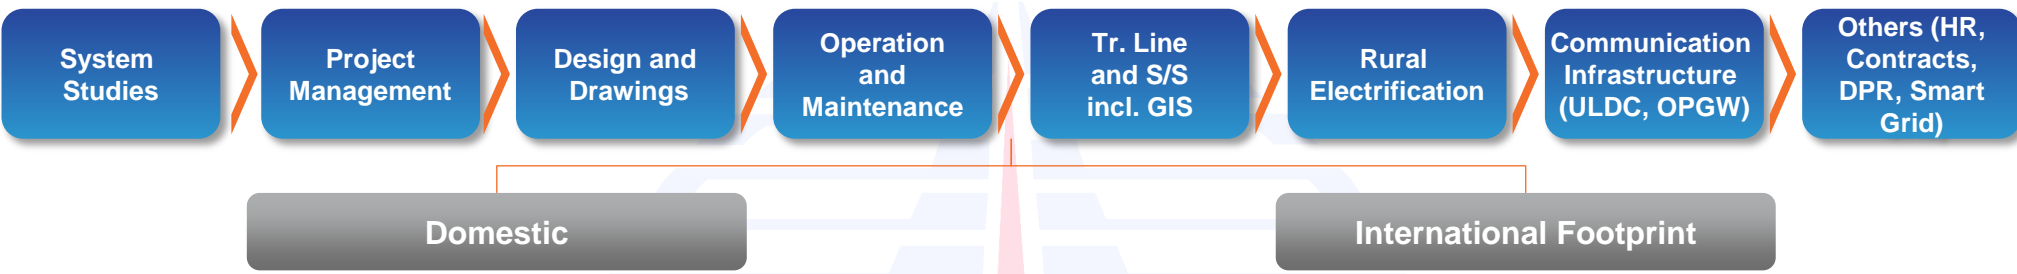 System
Studies
Project
Management
Design and
Drawings
Operation
and
Maintenance
Tr. Line
and S/S
incl. GIS
Rural
Electrification
Communication
Infrastructure
(ULDC, OPGW)
Others (HR,
Contracts,
DPR, Smart
Grid)
Domestic
International Footprint